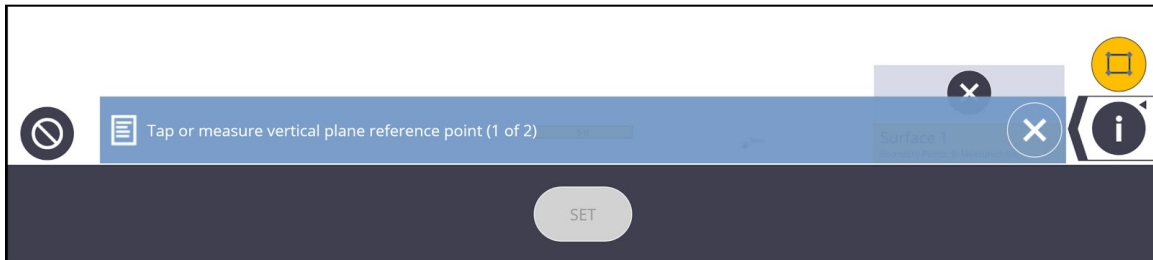 Tap or measure vertical plane reference point (1 of 2)
Surface 1
SET